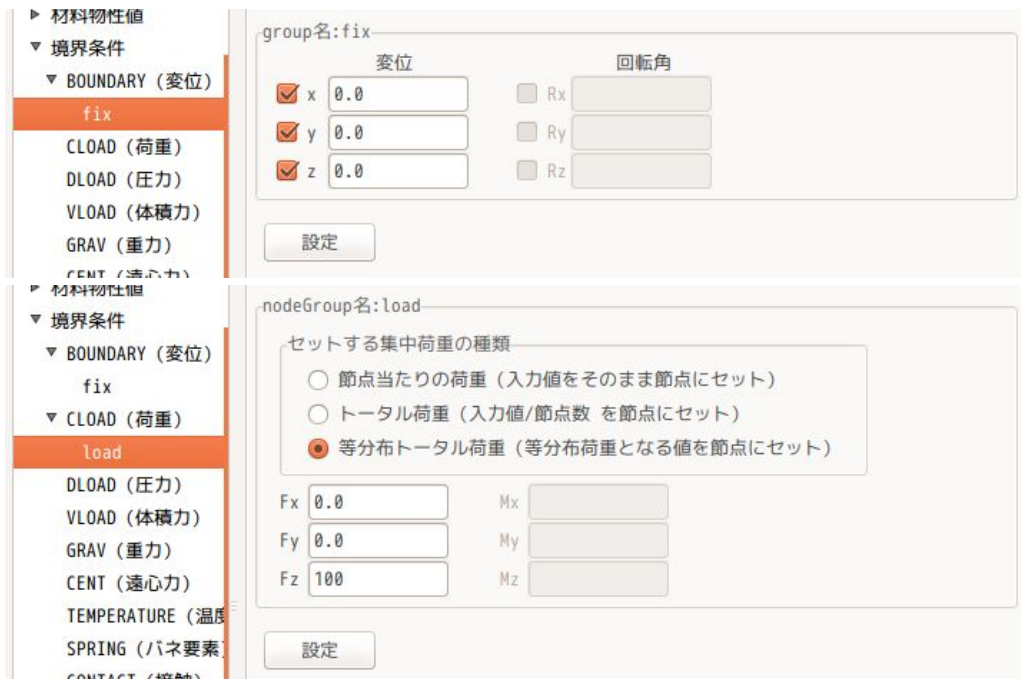 材料物性値
境界条件
BOUNDARY (変位)
fix
CLOAD (荷重)
DLOAD (圧力)
VLOAD (体積力)
GRAV (重力)
CENT (遠心力)
group名:fix
変位 回転角
x 0.0 Rx
y 0.0 Ry
z 0.0 Rz
設定
材料物性値
境界条件
BOUNDARY (変位)
fix
CLOAD (荷重)
load
DLOAD (圧力)
VLOAD (体積力)
GRAV (重力)
CENT (遠心力)
TEMPERATURE (温度
SPRING (バネ要素)
CONTACT (接触)
nodeGroup名:load
セットする集中荷重の種類
節点当たりの荷重 (入力値をそのまま節点にセット)
トータル荷重 (入力値/節点数 を節点にセット)
等分布トータル荷重 (等分布荷重となる値を節点にセット)
Fx 0.0 Mx
Fy 0.0 My
Fz 100 Mz
設定